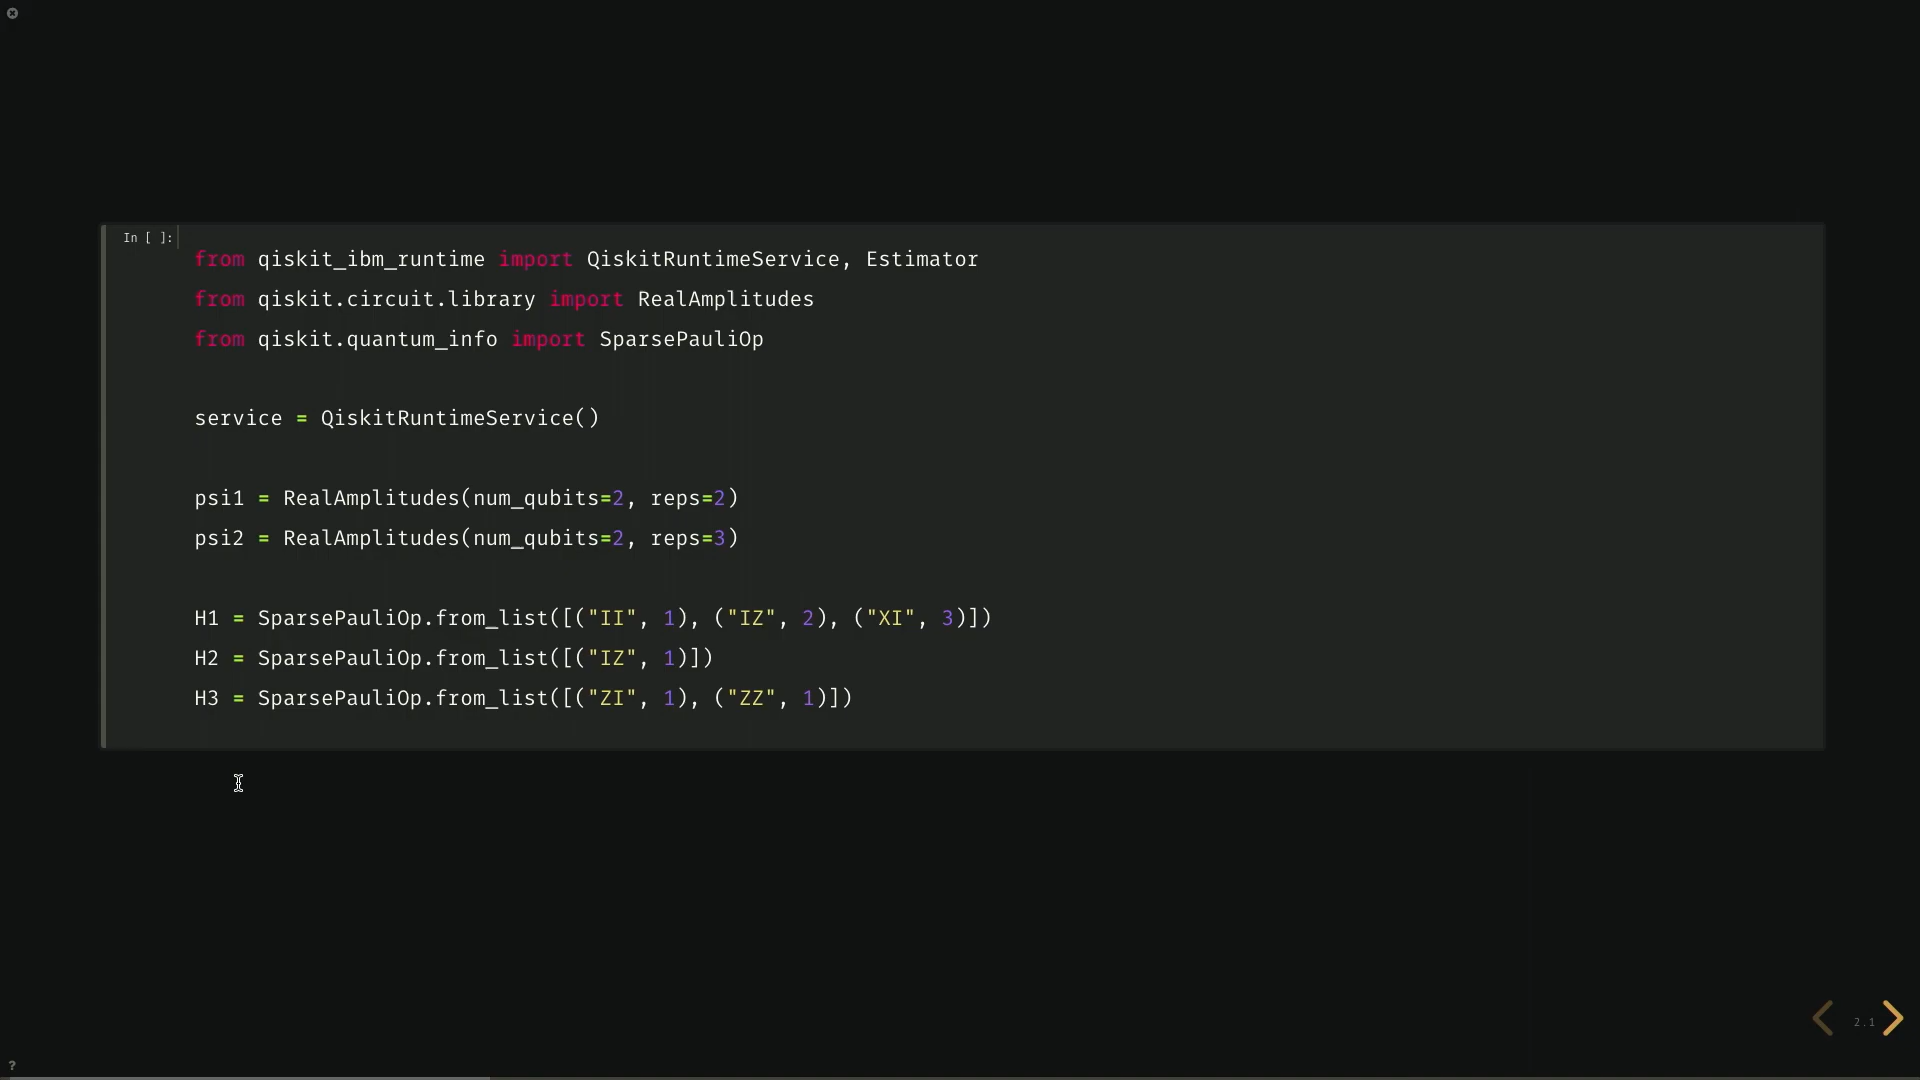 In [ ]:
from qiskit_ibm_runtime import QiskitRuntimeService, Estimator
from qiskit.circuit.library import RealAmplitudes
from qiskit.quantum_info import SparsePauliOp
service = QiskitRuntimeService()
psi1 = RealAmplitudes(num_qubits=2, reps=2)
psi2 = RealAmplitudes(num_qubits=2, reps=3)
H1 = SparsePauliOp.from_list([("II", 1), ("IZ", 2), ("XI", 3)])
H2 = SparsePauliOp.from_list([("IZ", 1)])
H3 = SparsePauliOp.from_list([("ZI", 1), ("ZZ", 1)])
2.1
?